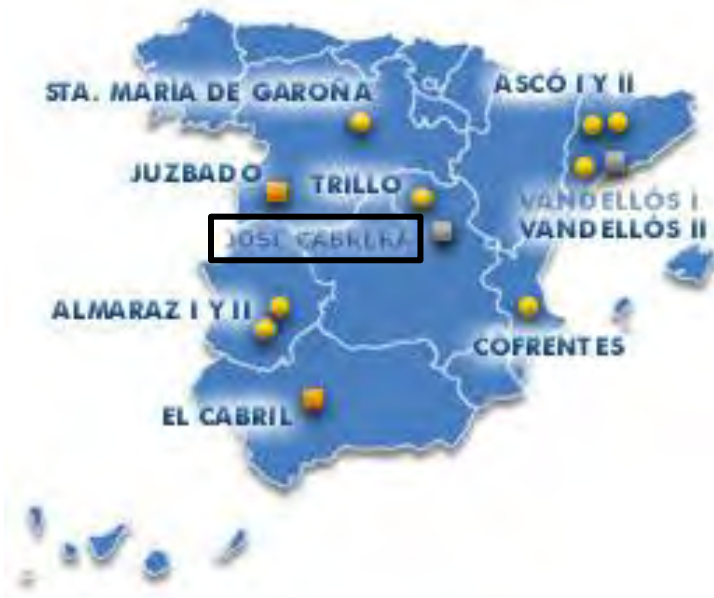 STA. MARÍA DE GAROÑA
ASCÓ I Y II
JUZBADO
TRILLO
VANDELLÓS I
VANDELLÓS II
JOSÉ CABRERA
ALMARAZ I Y II
COFRENTES
EL CABRIL